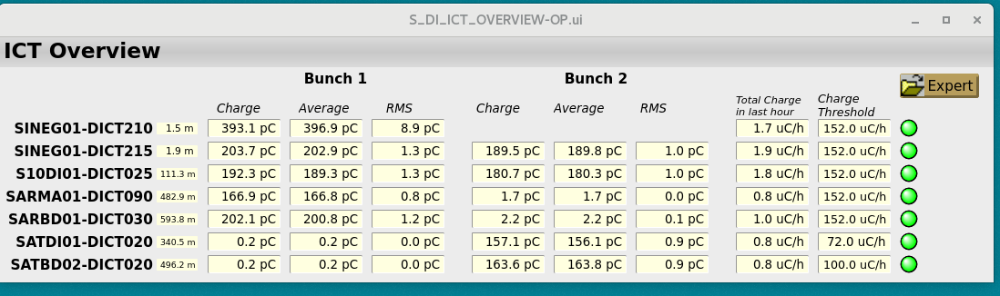 S_DI_ICT_OVERVIEW-OP.ui
ICT Overview
Bunch 1 Bunch 2 Expert
Charge Average RMS Charge Average RMS Total Charge in last hour Charge Threshold
SINEG01-DICT210 1.5 m 393.1 pC 396.9 pC 8.9 pC 1.7 uC/h 152.0 uC/h
SINEG01-DICT215 1.9 m 203.7 pC 202.9 pC 1.3 pC 189.5 pC 189.8 pC 1.0 pC 1.9 uC/h 152.0 uC/h
S10DI01-DICT025 111.3 m 192.3 pC 189.3 pC 1.3 pC 180.7 pC 180.3 pC 1.0 pC 1.8 uC/h 152.0 uC/h
SARMA01-DICT090 482.9 m 166.9 pC 166.8 pC 0.8 pC 1.7 pC 1.7 pC 0.0 pC 0.8 uC/h 152.0 uC/h
SARBD01-DICT030 593.8 m 202.1 pC 200.8 pC 1.2 pC 2.2 pC 2.2 pC 0.1 pC 1.0 uC/h 152.0 uC/h
SATDI01-DICT020 340.5 m 0.2 pC 0.2 pC 0.0 pC 157.1 pC 156.1 pC 0.9 pC 0.8 uC/h 72.0 uC/h
SATBD02-DICT020 496.2 m 0.2 pC 0.2 pC 0.0 pC 163.6 pC 163.8 pC 0.9 pC 0.8 uC/h 100.0 uC/h